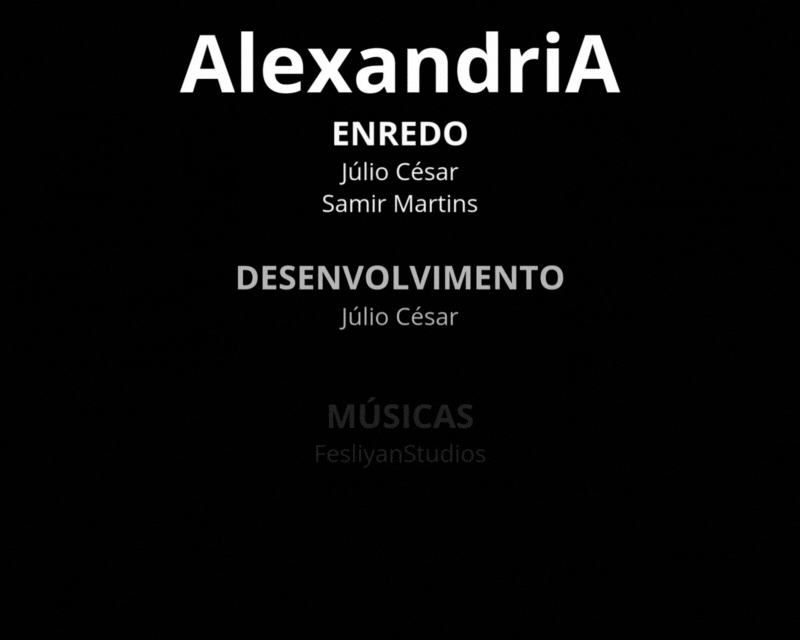 AlexandriA
ENREDO
Júlio César
Samir Martins
DESENVOLVIMENTO
Júlio César
MÚSICAS
FesliyanStudios